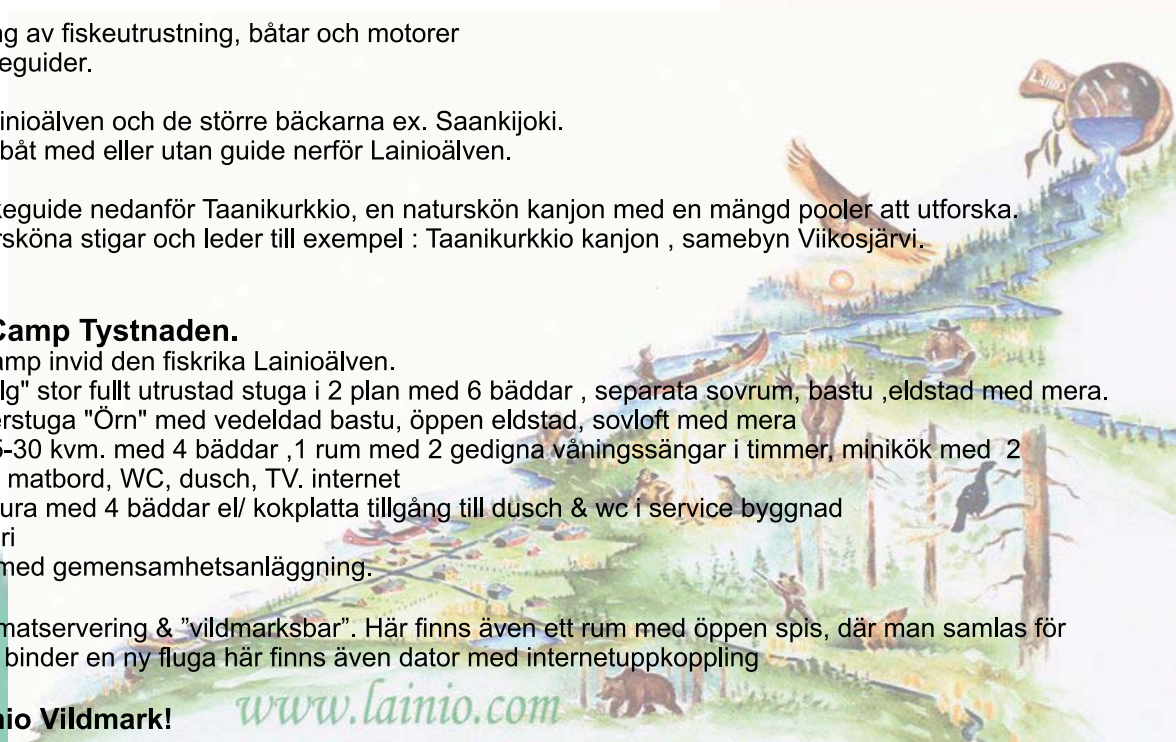 ng av fiskeutrustning, båtar och motorer
eguider.
inioälven och de större bäckarna ex. Saankijoki.
båt med eller utan guide nerför Lainioälven.
keguide nedanför Taanikurkkio, en naturskön kanjon med en mängd pooler att utforska.
rsköna stigar och leder till exempel : Taanikurkkio kanjon , samebyn Viikosjärvi.
Camp Tystnaden.
amp invid den fiskrika Lainioälven.
lg" stor fullt utrustad stuga i 2 plan med 6 bäddar , separata sovrum, bastu ,eldstad med mera.
erstuga "Örn" med vedeldad bastu, öppen eldstad, sovloft med mera
5-30 kvm. med 4 bäddar ,1 rum med 2 gedigna våningssängar i timmer, minikök med 2
matbord, WC, dusch, TV. internet
ura med 4 bäddar el/ kokplatta tillgång till dusch & wc i service byggnad
ri
med gemensamhetsanläggning.
matservering & ”vildmarksbar”. Här finns även ett rum med öppen spis, där man samlas för
binder en ny fluga här finns även dator med internetuppkoppling
nio Vildmark!
www.lainio.com
LAINIO